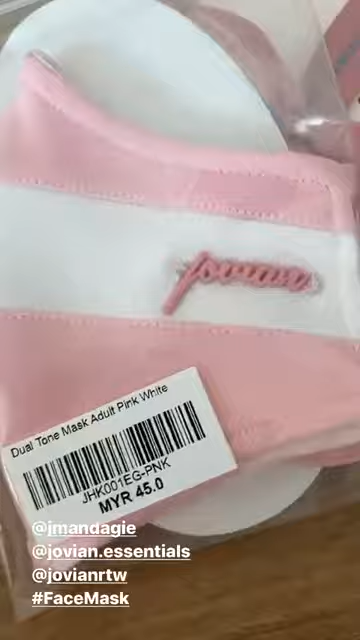 jovian
Dual Tone Mask Adult Pink White
JHK001EG-PNK
MYR 45.0
@jmandagie
@jovian.essentials
@jovianrtw
#FaceMask